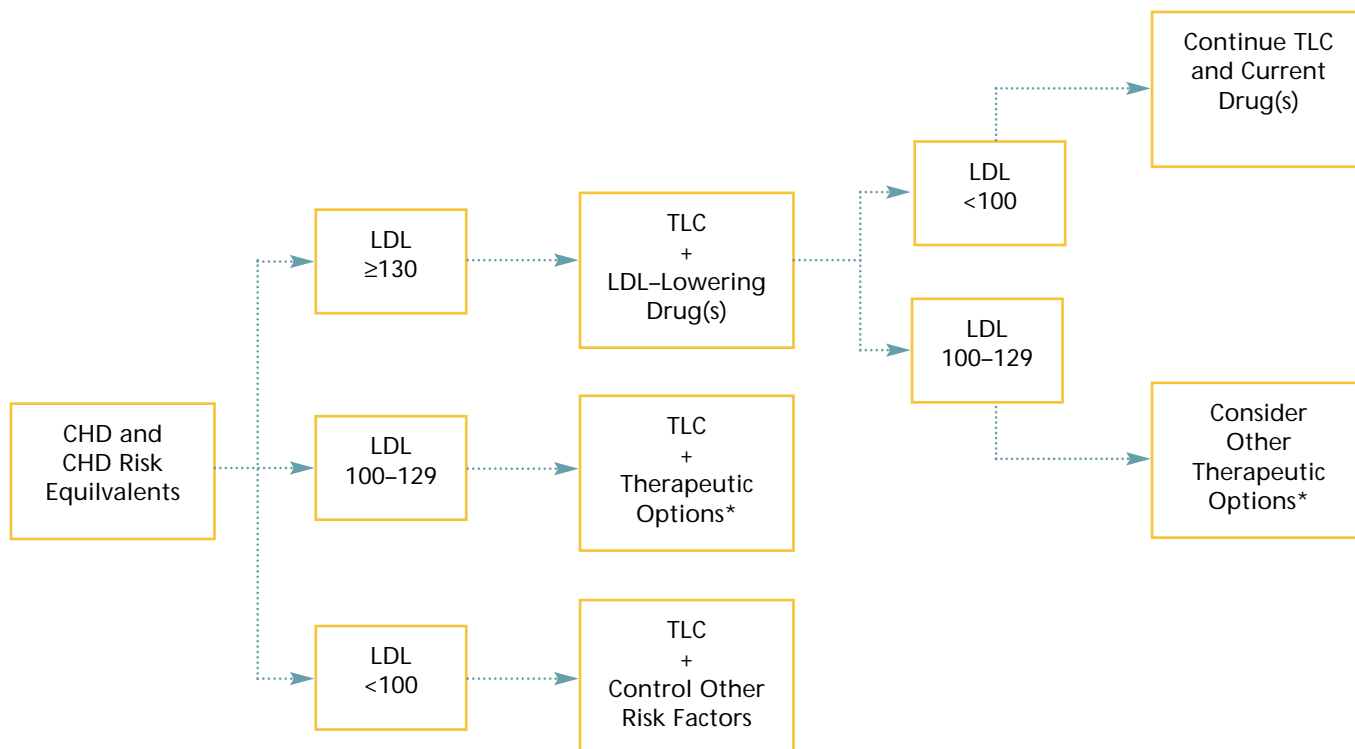 Continue TLC
and Current
Drug(s)
LDL
<100
LDL
≥130
TLC
+
LDL–Lowering
Drug(s)
LDL
100–129
CHD and
CHD Risk
Equilvalents
LDL
100–129
TLC
+
Therapeutic
Options*
Consider
Other
Therapeutic
Options*
LDL
<100
TLC
+
Control Other
Risk Factors